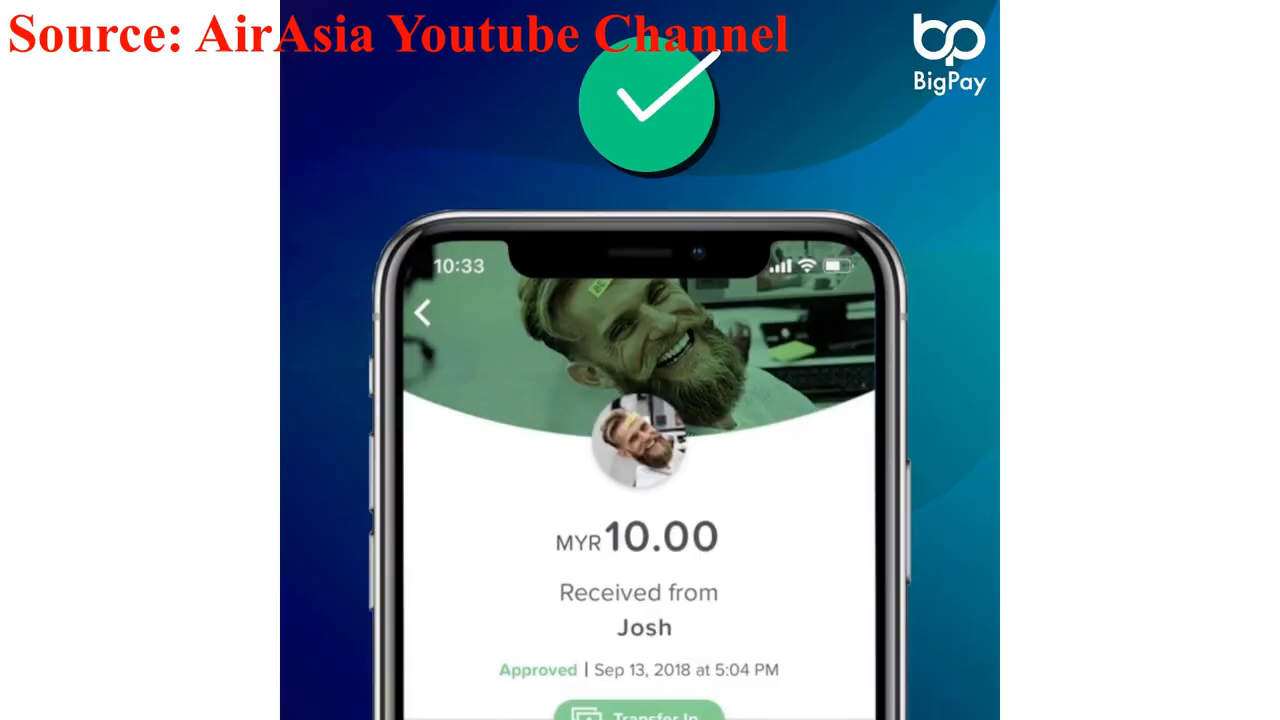 Source: AirAsia Youtube Channel
bp
BigPay
10:33
MYR10.00
Received from
Josh
Approved | Sep 13, 2018 at 5:04 PM
Transfer In